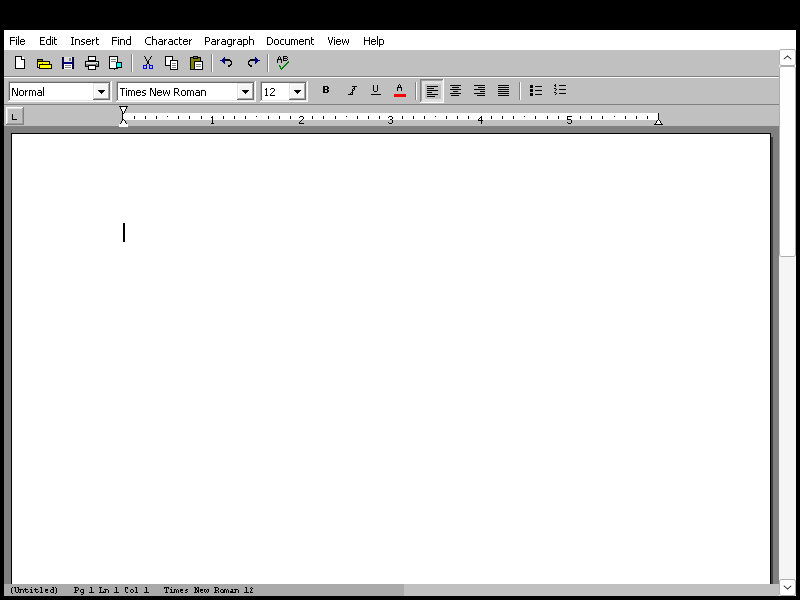 File Edit Insert Find Character Paragraph Document View Help
AB
Normal Times New Roman 12 B I U A
L 1 2 3 4 5
(Untitled) Pg 1 Ln 1 Col 1 Times New Roman 12